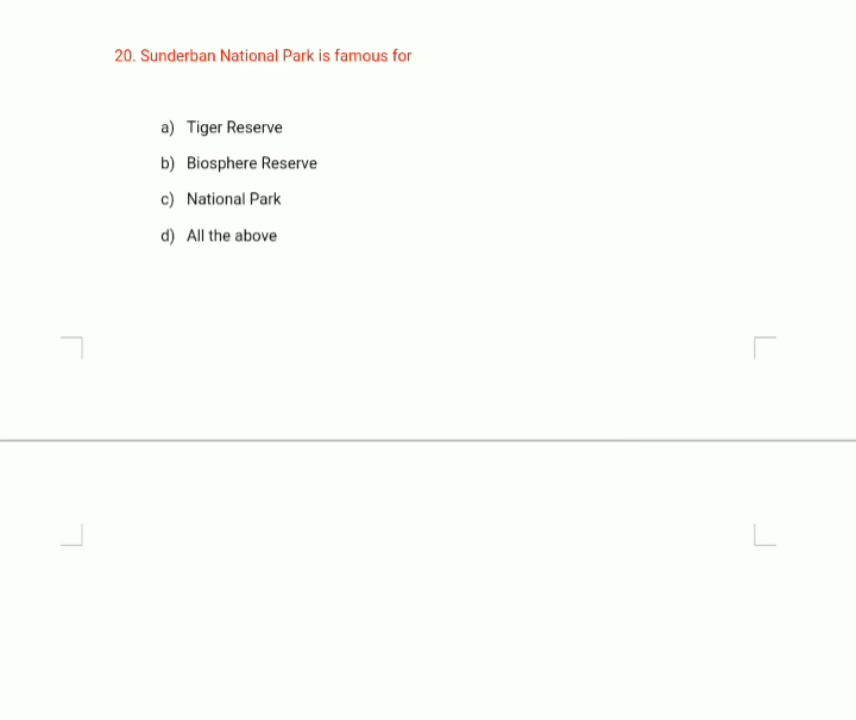 20. Sunderban National Park is famous for
a) Tiger Reserve
b) Biosphere Reserve
c) National Park
d) All the above